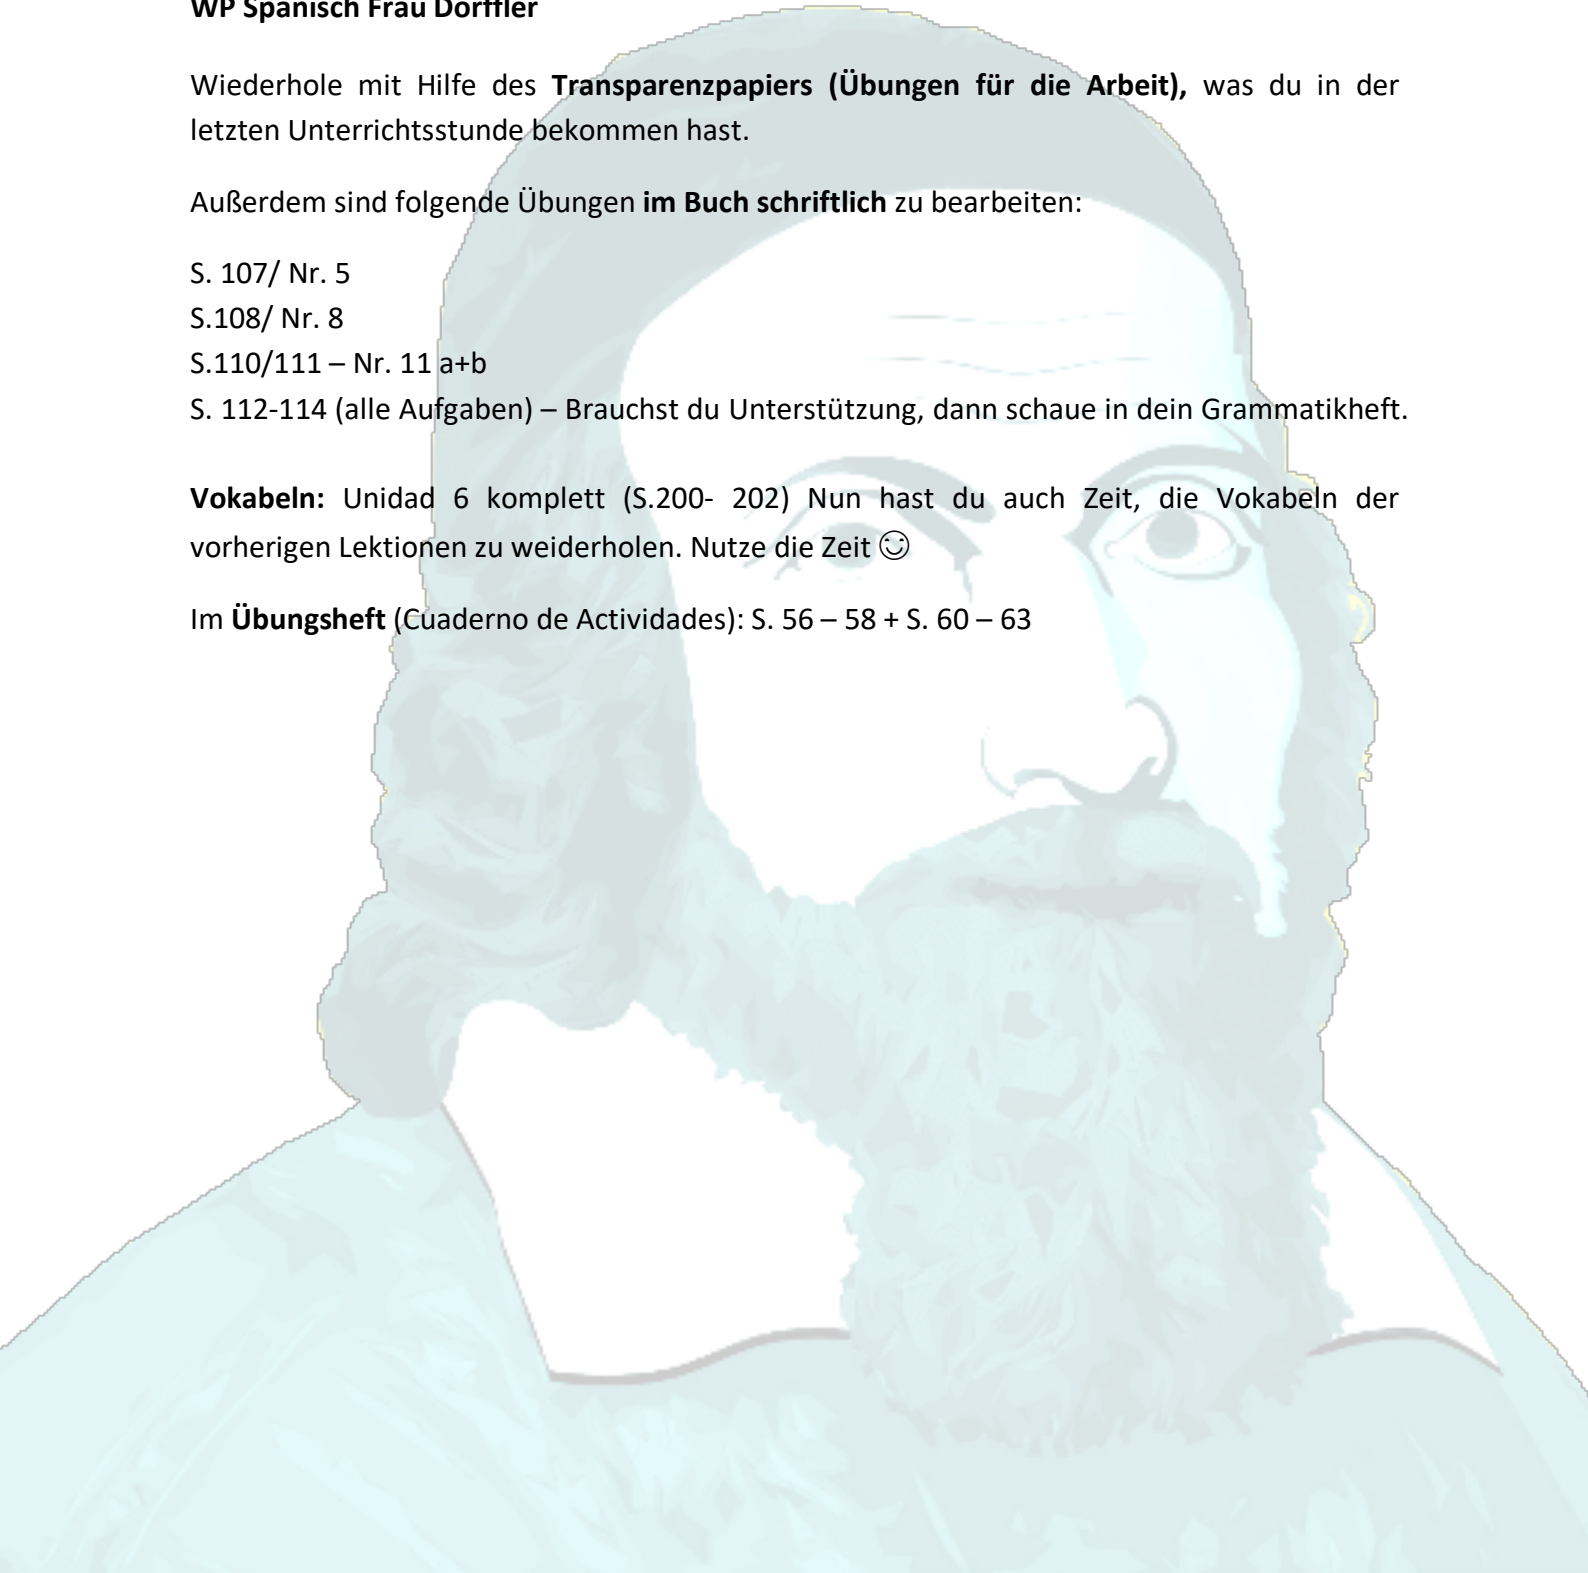 WP Spanisch Frau Dörffler
Wiederhole mit Hilfe des Transparenzpapiers (Übungen für die Arbeit), was du in der
letzten Unterrichtsstunde bekommen hast.
Außerdem sind folgende Übungen im Buch schriftlich zu bearbeiten:
S. 107/ Nr. 5
S.108/ Nr. 8
S.110/111 – Nr. 11 a+b
S. 112-114 (alle Aufgaben) – Brauchst du Unterstützung, dann schaue in dein Grammatikheft.
Vokabeln: Unidad 6 komplett (S.200- 202) Nun hast du auch Zeit, die Vokabeln der
vorherigen Lektionen zu weiderholen. Nutze die Zeit ☺
Im Übungsheft (Cuaderno de Actividades): S. 56 – 58 + S. 60 – 63